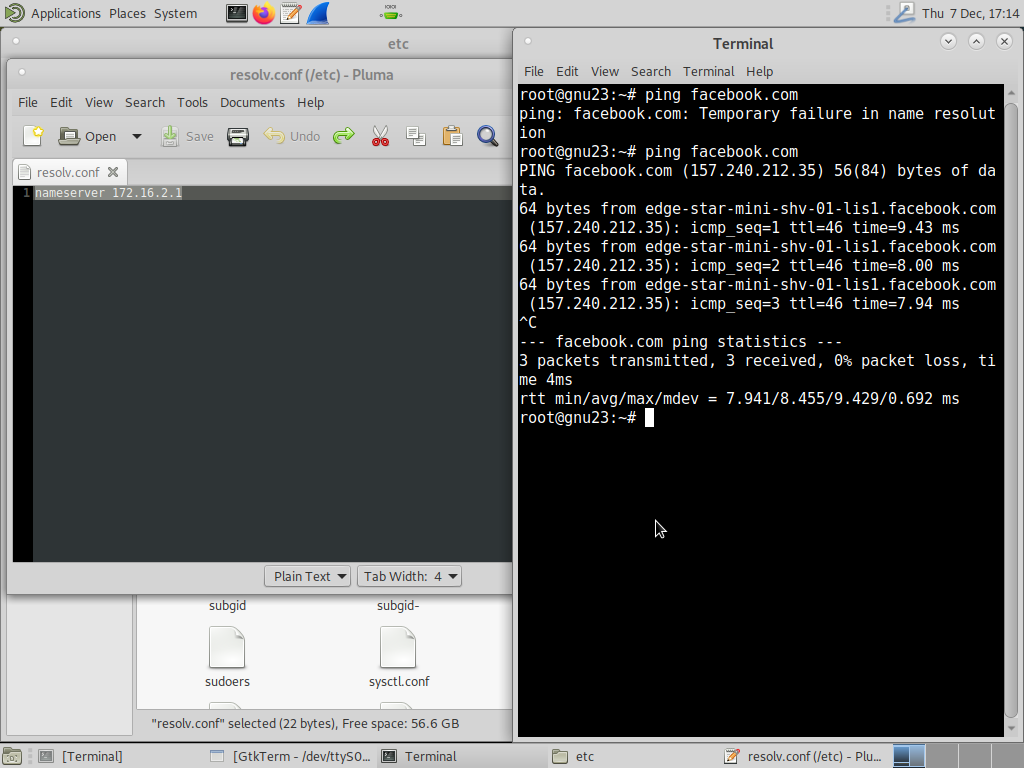 Applications Places System
Thu 7 Dec, 17:14
etc
resolv.conf (/etc) - Pluma
File Edit View Search Tools Documents Help
Open Save Undo
resolv.conf
1 nameserver 172.16.2.1
Plain Text Tab Width: 4
subgid subgid-
sudoers sysctl.conf
"resolv.conf" selected (22 bytes), Free space: 56.6 GB
Terminal
File Edit View Search Terminal Help
root@gnu23:~# ping facebook.com
ping: facebook.com: Temporary failure in name resolut
ion
root@gnu23:~# ping facebook.com
PING facebook.com (157.240.212.35) 56(84) bytes of da
ta.
64 bytes from edge-star-mini-shv-01-lis1.facebook.com
 (157.240.212.35): icmp_seq=1 ttl=46 time=9.43 ms
64 bytes from edge-star-mini-shv-01-lis1.facebook.com
 (157.240.212.35): icmp_seq=2 ttl=46 time=8.00 ms
64 bytes from edge-star-mini-shv-01-lis1.facebook.com
 (157.240.212.35): icmp_seq=3 ttl=46 time=7.94 ms
^C
--- facebook.com ping statistics ---
3 packets transmitted, 3 received, 0% packet loss, ti
me 4ms
rtt min/avg/max/mdev = 7.941/8.455/9.429/0.692 ms
root@gnu23:~#
[Terminal] [GtkTerm - /dev/ttyS0... Terminal etc resolv.conf (/etc) - Plu...